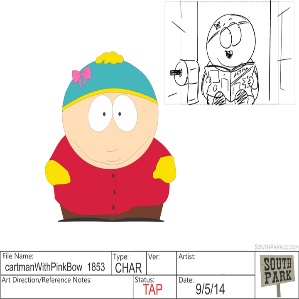 SOUTHPARK.CC.COM
File Name:
cartmanWithPinkBow 1853
Type:
CHAR
Ver:
Artist:
Art Direction/Reference Notes:
Status:
TAP
Date:
9/5/14
SOUTH
PARK